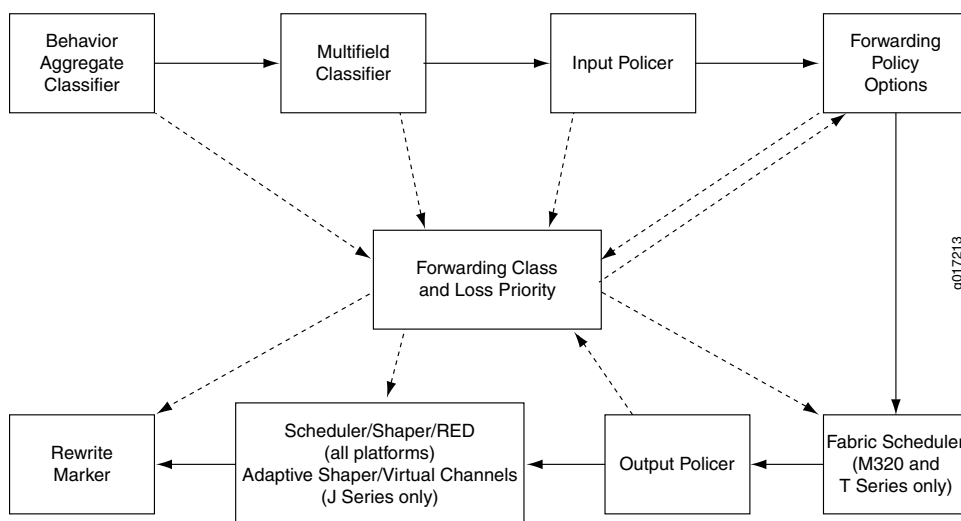 Behavior
Aggregate
Classifier
Multifield
Classifier
Input Policer
Forwarding
Policy
Options
g017213
Forwarding Class
and Loss Priority
Rewrite
Marker
Scheduler/Shaper/RED
(all platforms)
Adaptive Shaper/Virtual Channels
(J Series only)
Output Policer
Fabric Scheduler
(M320 and
T Series only)